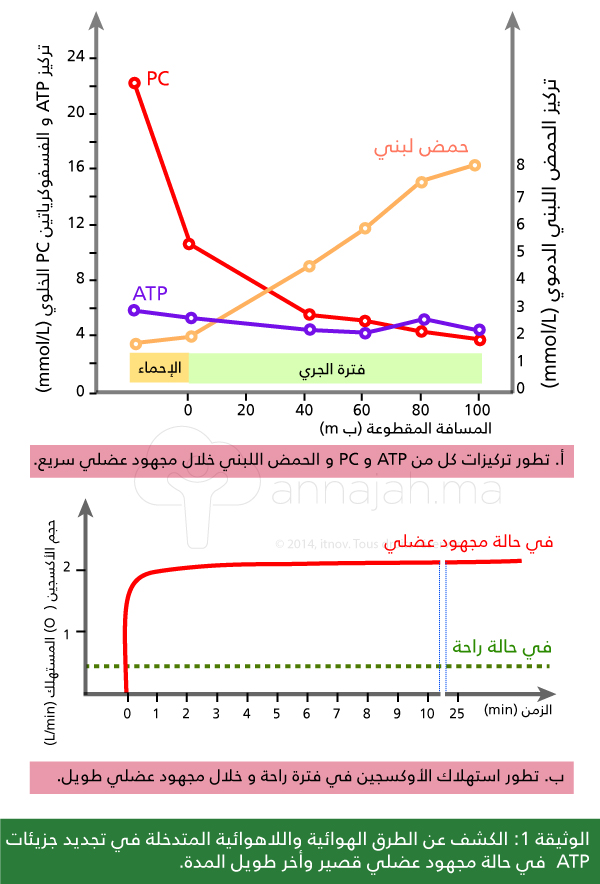 تركيز ATP و الفسفوكرياتين PC الخلوي (mmol/L)
24
20
16
12
8
4
0
تركيز الحمض اللبني الدموي (mmol/L)
8
7
6
5
4
3
2
1
0
PC
حمض لبني
ATP
الإحماء
فترة الجري
0 20 40 60 80 100
المسافة المقطوعة (ب m)
أ. تطور تركيزات كل من ATP و PC و الحمض اللبني خلال مجهود عضلي سريع.
annajah.ma
© 2014, itnov. Tous
حجم الأكسجين (O) المستهلك (L/min)
2
1
في حالة مجهود عضلي
في حالة راحة
0 1 2 3 4 5 6 7 8 9 10 25
الزمن (min)
ب. تطور استهلاك الأوكسجين في فترة راحة و خلال مجهود عضلي طويل.
الوثيقة 1: الكشف عن الطرق الهوائية واللاهوائية المتدخلة في تجديد جزيئات
ATP في حالة مجهود عضلي قصير وأخر طويل المدة.